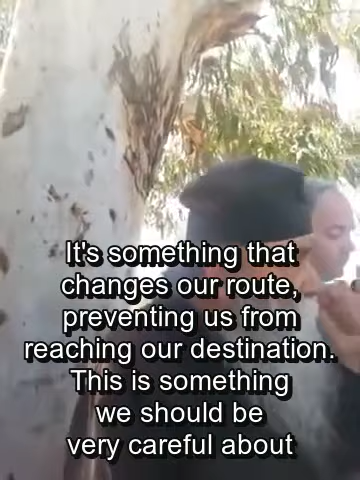 It's something that
changes our route,
preventing us from
reaching our destination.
This is something
we should be
very careful about